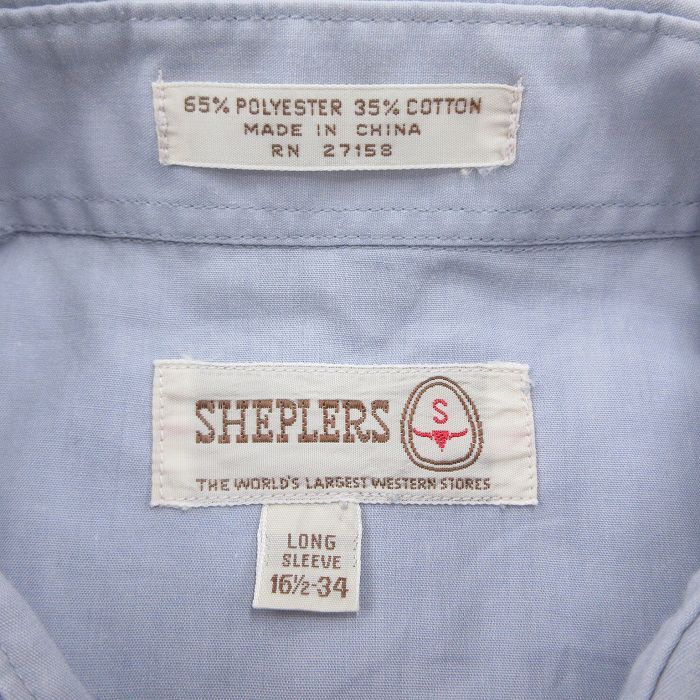 65% POLYESTER 35% COTTON
MADE IN CHINA
RN 27158
SHEPLERS S
THE WORLD'S LARGEST WESTERN STORES
LONG
SLEEVE
16½-34